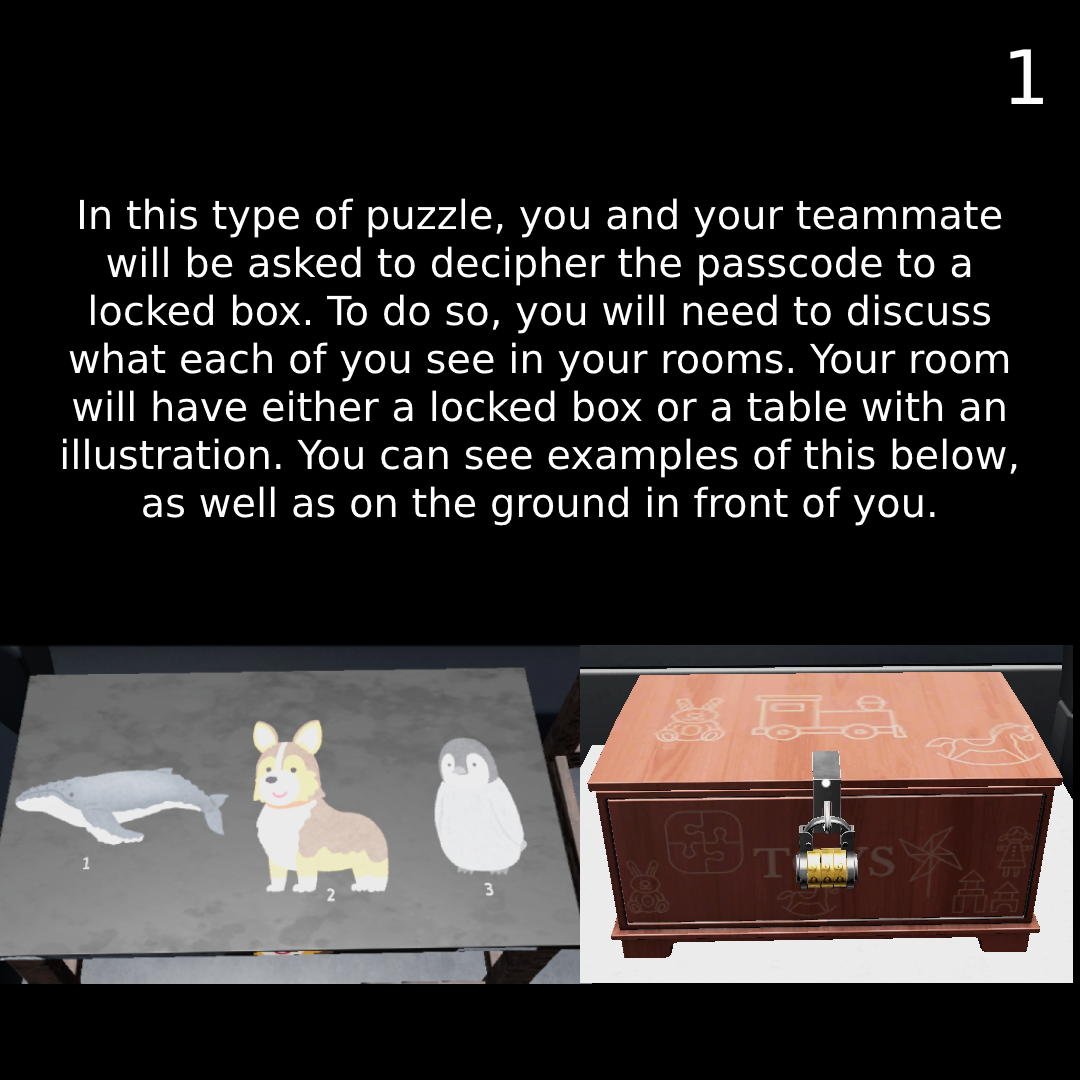 1
In this type of puzzle, you and your teammate
will be asked to decipher the passcode to a
locked box. To do so, you will need to discuss
what each of you see in your rooms. Your room
will have either a locked box or a table with an
illustration. You can see examples of this below,
as well as on the ground in front of you.
1
2
3